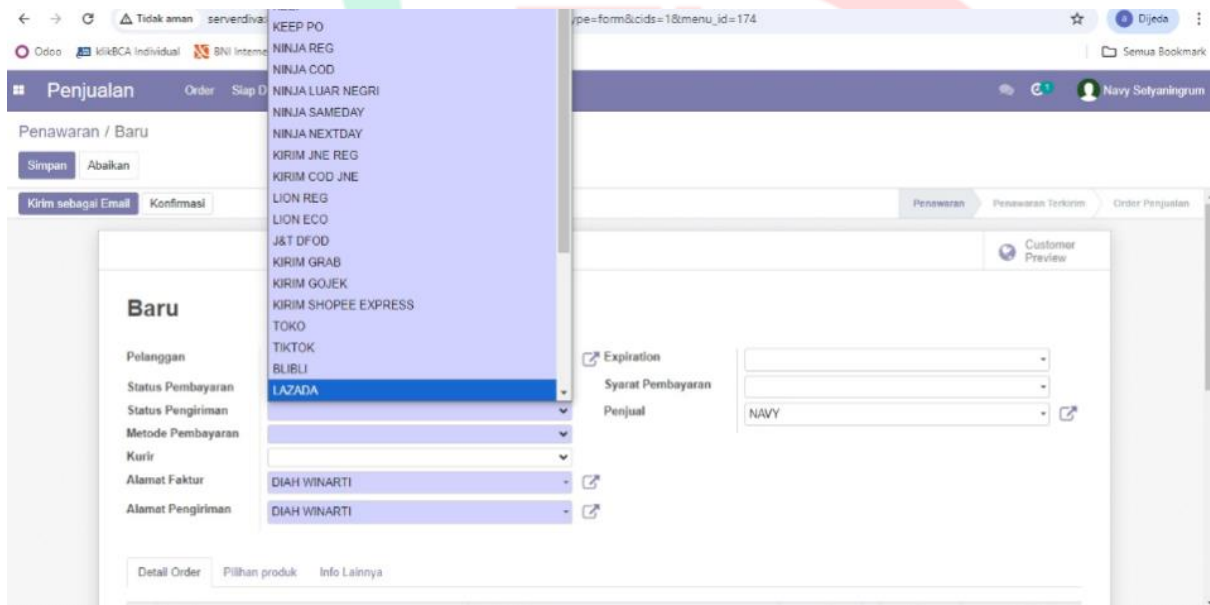 Tidak aman serverdiva
ype=form&cids=1&menu_id=174
Dijeda
Odoo
klikBCA Individual
BNI Interne
Semua Bookmark
Penjualan
Order
Siap D
Navy Setyaningrum
Penawaran / Baru
Simpan
Abaikan
Kirim sebagai Email
Konfirmasi
Penawaran
Penawaran Terkirim
Order Penjualan
KEEP PO
NINJA REG
NINJA COD
NINJA LUAR NEGRI
NINJA SAMEDAY
NINJA NEXTDAY
KIRIM JNE REG
KIRIM COD JNE
LION REG
LION ECO
J&T DFOD
KIRIM GRAB
KIRIM GOJEK
KIRIM SHOPEE EXPRESS
TOKO
TIKTOK
BLIBLI
LAZADA
Customer
Preview
Baru
Pelanggan
Status Pembayaran
Status Pengiriman
Metode Pembayaran
Kurir
Alamat Faktur DIAH WINARTI
Alamat Pengiriman DIAH WINARTI
Expiration
Syarat Pembayaran
Penjual NAVY
Detail Order
Pilihan produk
Info Lainnya